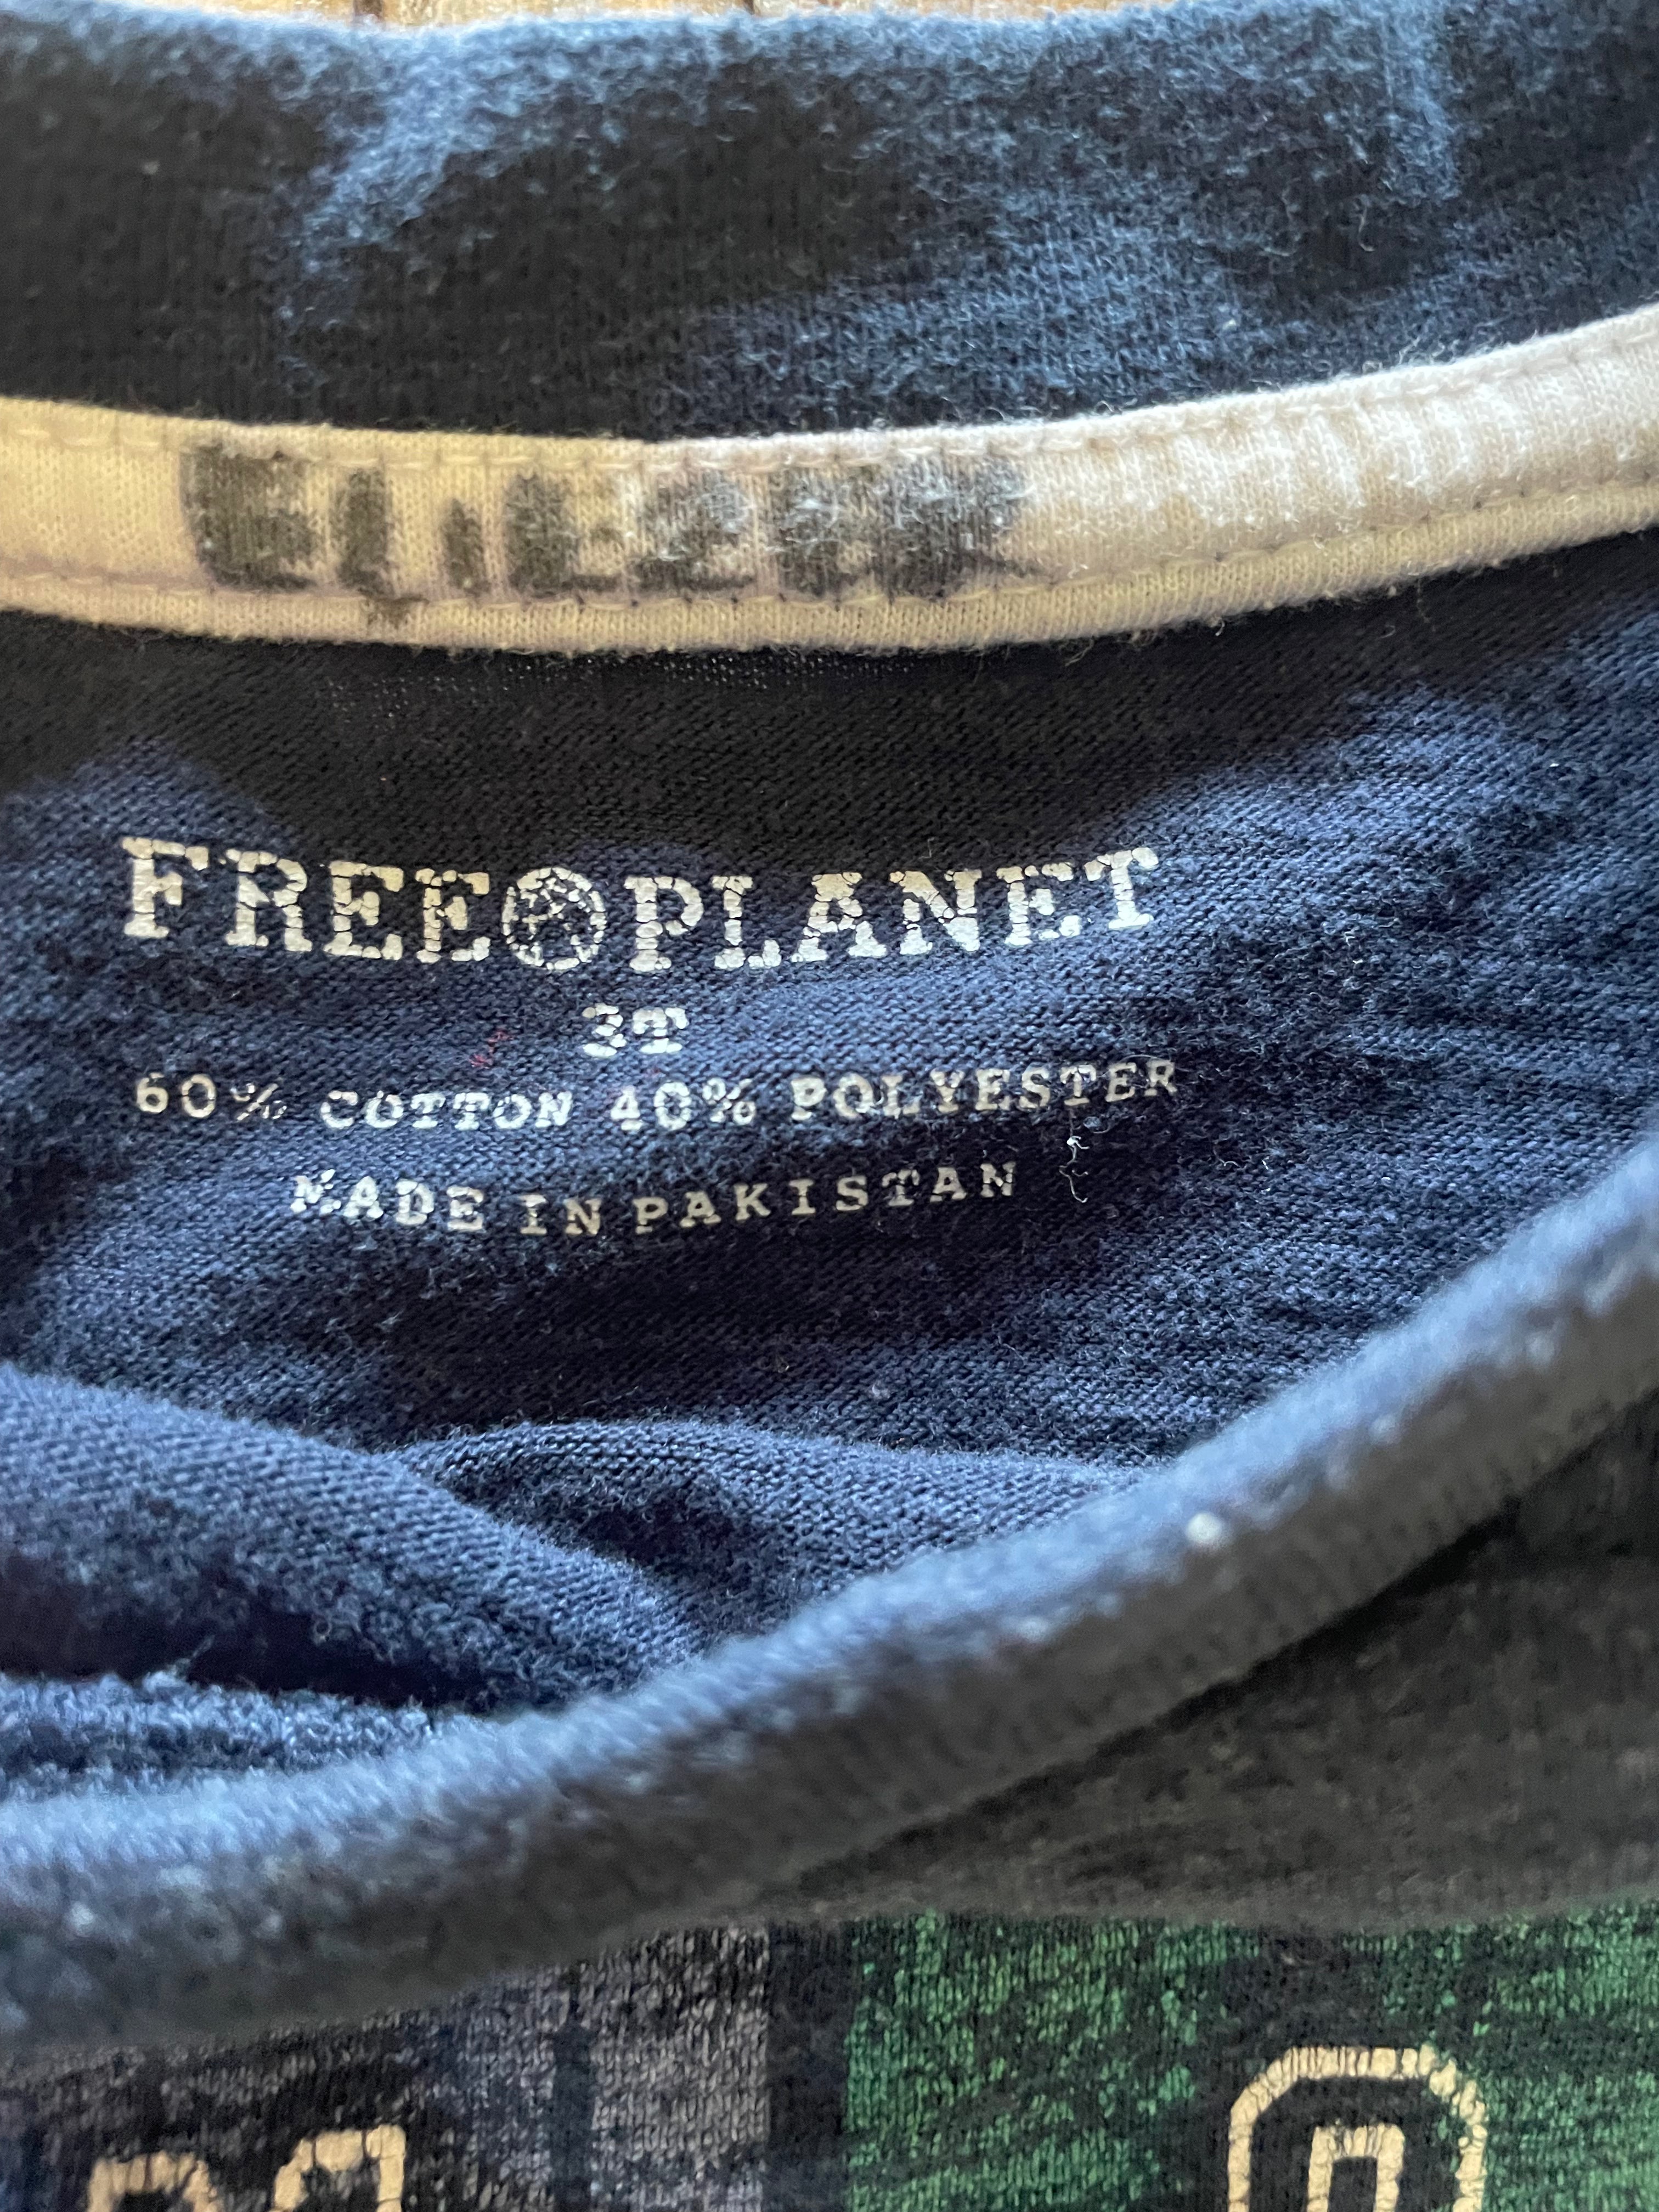 FREE PLANET
3T
60% COTTON 40% POLYESTER
MADE IN PAKISTAN